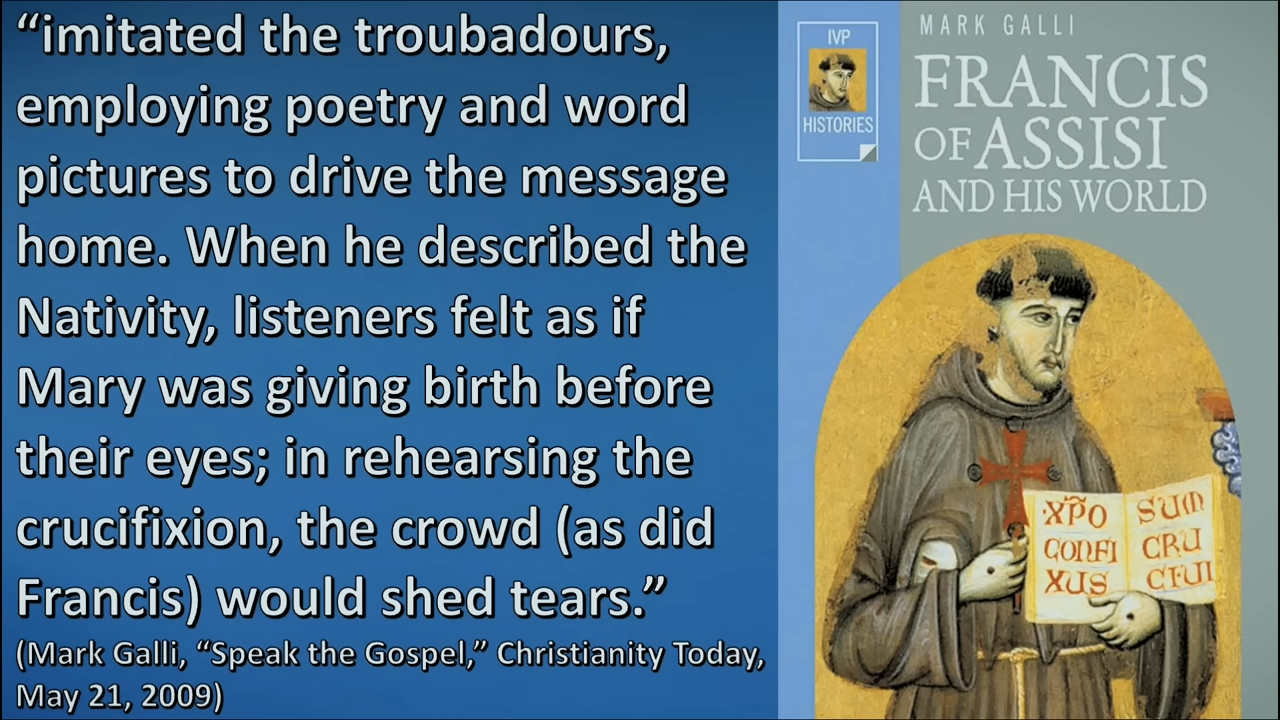 “imitated the troubadours,
employing poetry and word
pictures to drive the message
home. When he described the
Nativity, listeners felt as if
Mary was giving birth before
their eyes; in rehearsing the
crucifixion, the crowd (as did
Francis) would shed tears.”
(Mark Galli, “Speak the Gospel,” Christianity Today,
May 21, 2009)
IVP
HISTORIES
MARK GALLI
FRANCIS
OF ASSISI
AND HIS WORLD
XPO
CONFI
XUS
SUM
CRU
CIUI